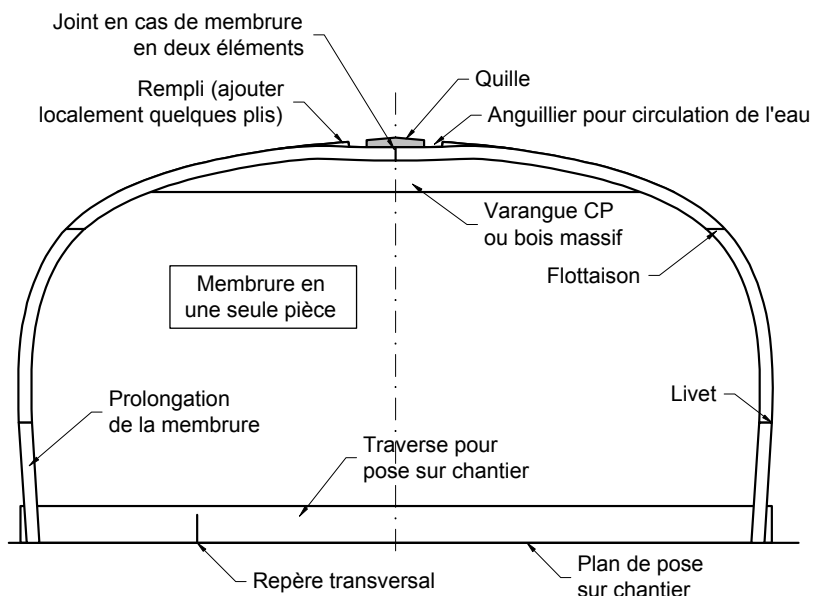 Joint en cas de membrure
en deux éléments
Rempli (ajouter
localement quelques plis)
Quille
Anguillier pour circulation de l'eau
Varangue CP
ou bois massif
Flottaison
Membrure en
une seule pièce
Prolongation
de la membrure
Livet
Traverse pour
pose sur chantier
Repère transversal
Plan de pose
sur chantier